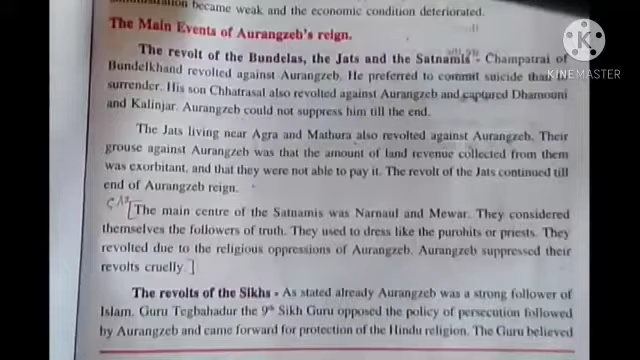 became weak and the economic condition deteriorated.
The Main Events of Aurangzeb's reign.
The revolt of the Bundelas, the Jats and the Satnamis - Champatrai of
Bundelkhand revolted against Aurangzeb. He preferred to commit suicide than
surrender. His son Chhatrasal also revolted against Aurangzeb and captured Dhamouni
and Kalinjar. Aurangzeb could not suppress him till the end.
The Jats living near Agra and Mathura also revolted against Aurangzeb. Their
grouse against Aurangzeb was that the amount of land revenue collected from them
was exorbitant, and that they were not able to pay it. The revolt of the Jats continued till
end of Aurangzeb reign.
[The main centre of the Satnamis was Narnaul and Mewar. They considered
themselves the followers of truth. They used to dress like the purohits or priests. They
revolted due to the religious oppressions of Aurangzeb. Aurangzeb suppressed their
revolts cruelly.]
The revolts of the Sikhs - As stated already Aurangzeb was a strong follower of
Islam. Guru Tegbahadur the 9th Sikh Guru opposed the policy of persecution followed
by Aurangzeb and came forward for protection of the Hindu religion. The Guru believed
KINEMASTER